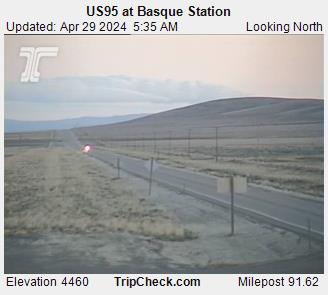 US95 at Basque Station
Updated: Apr 29 2024 5:35 AM Looking North
Elevation 4460 TripCheck.com Milepost 91.62